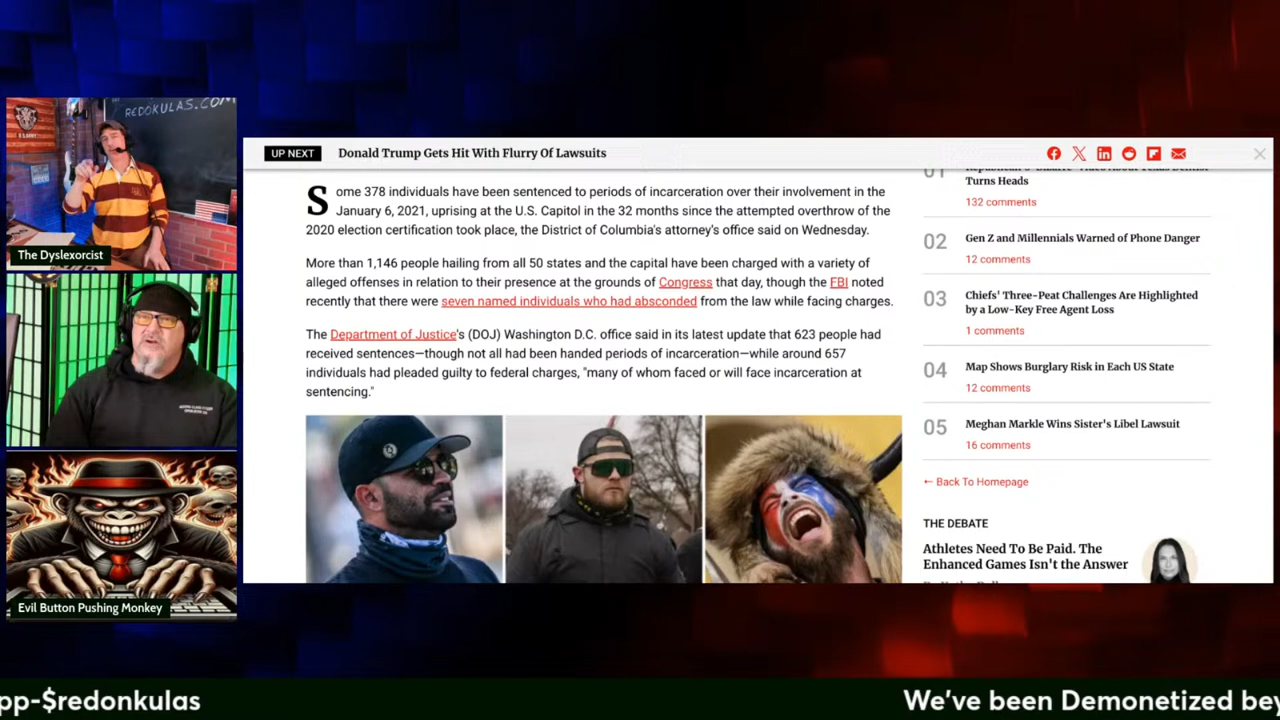 REDOKULAS.COM
The Dyslexorcist
Evil Button Pushing Monkey
UP NEXT
Donald Trump Gets Hit With Flurry Of Lawsuits
Some 378 individuals have been sentenced to periods of incarceration over their involvement in the
January 6, 2021, uprising at the U.S. Capitol in the 32 months since the attempted overthrow of the
2020 election certification took place, the District of Columbia's attorney's office said on Wednesday.
More than 1,146 people hailing from all 50 states and the capital have been charged with a variety of
alleged offenses in relation to their presence at the grounds of Congress that day, though the FBI noted
recently that there were seven named individuals who had absconded from the law while facing charges.
The Department of Justice's (DOJ) Washington D.C. office said in its latest update that 623 people had
received sentences—though not all had been handed periods of incarceration—while around 657
individuals had pleaded guilty to federal charges, "many of whom faced or will face incarceration at
sentencing."
01
Republican's 'Bizarre' Video About Texas Dentist
Turns Heads
132 comments
02
Gen Z and Millennials Warned of Phone Danger
12 comments
03
Chiefs' Three-Peat Challenges Are Highlighted
by a Low-Key Free Agent Loss
1 comments
04
Map Shows Burglary Risk in Each US State
12 comments
05
Meghan Markle Wins Sister's Libel Lawsuit
16 comments
← Back To Homepage
THE DEBATE
Athletes Need To Be Paid. The
Enhanced Games Isn't the Answer
pp-$redonkulas
We've been Demonetized bey